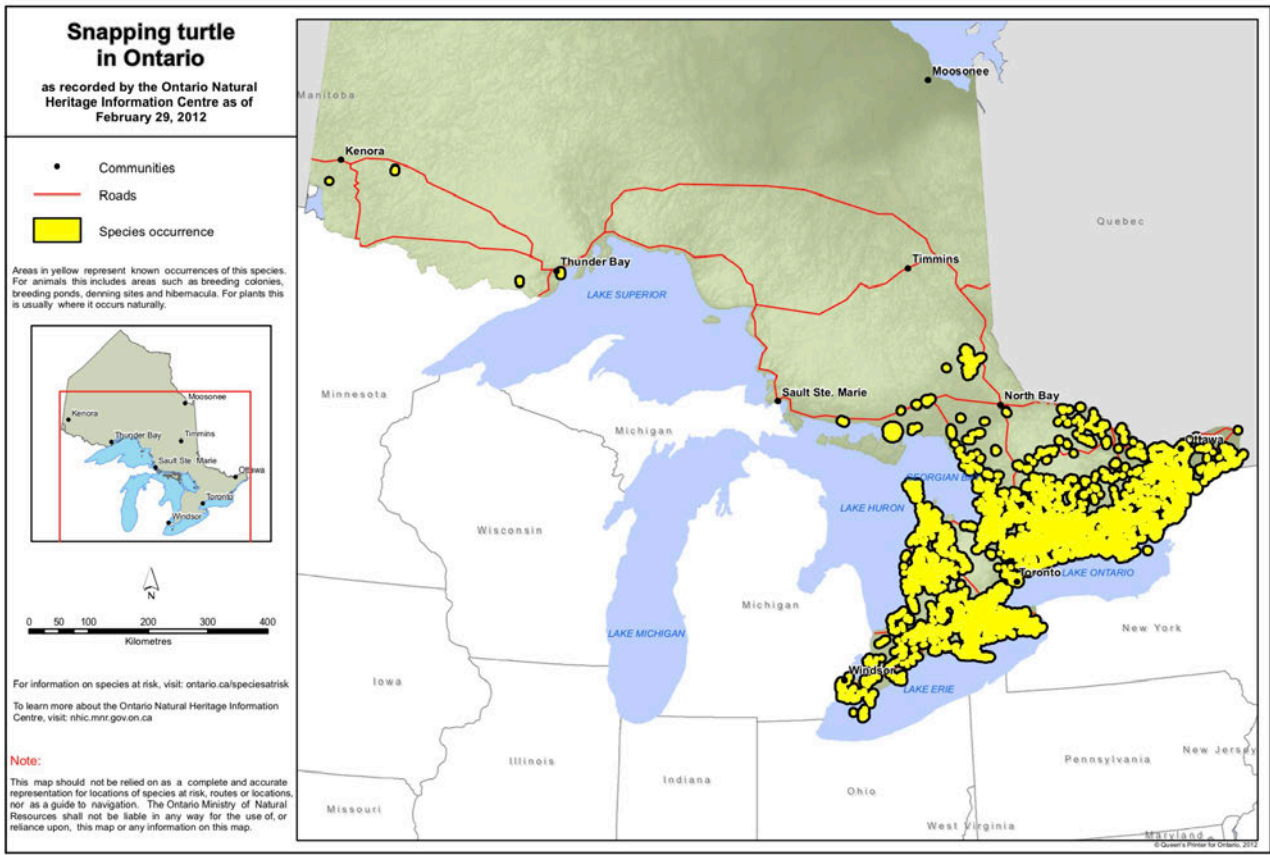 Snapping turtle
in Ontario
as recorded by the Ontario Natural
Heritage Information Centre as of
February 29, 2012
Communities
Roads
Species occurrence
Areas in yellow represent known occurrences of this species.
For animals this includes areas such as breeding colonies,
breeding ponds, denning sites and hibernacula. For plants this
is usually where it occurs naturally.
Moosonee
Kenora
Timmins
Thunder Bay
Sault Ste. Marie
Ottawa
Toronto
Windsor
N
0 50 100 200 300 400
Kilometres
For information on species at risk, visit: ontario.ca/speciesatrisk
To learn more about the Ontario Natural Heritage Information
Centre, visit: nhic.mnr.gov.on.ca
Note:
This map should not be relied on as a complete and accurate
representation for locations of species at risk, routes or locations,
nor as a guide to navigation. The Ontario Ministry of Natural
Resources shall not be liable in any way for the use of, or
reliance upon, this map or any information on this map.
Moosonee
Manitoba
Kenora
Quebec
Thunder Bay
Timmins
LAKE SUPERIOR
Minnesota
Sault Ste. Marie
North Bay
Michigan
Ottawa
GEORGIAN B
LAKE HURON
Wisconsin
Toronto
LAKE ONTARIO
Michigan
New York
LAKE MICHIGAN
Windsor
Iowa
LAKE ERIE
Pennsylvania
New Jersey
Illinois
Indiana
Ohio
Missouri
West Virginia
Maryland
© Queen's Printer for Ontario, 2012